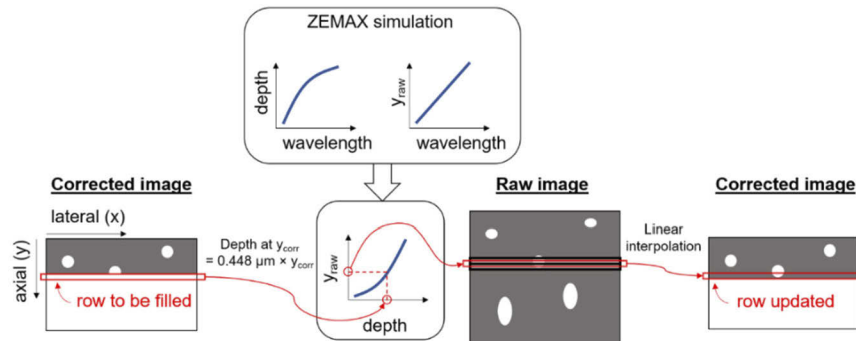 ZEMAX simulation
depth
wavelength
y_raw
wavelength
Corrected image
lateral (x)
axial (y)
row to be filled
Depth at y_corr
= 0.448 μm × y_corr
y_raw
depth
Raw image
Linear
interpolation
Corrected image
row updated